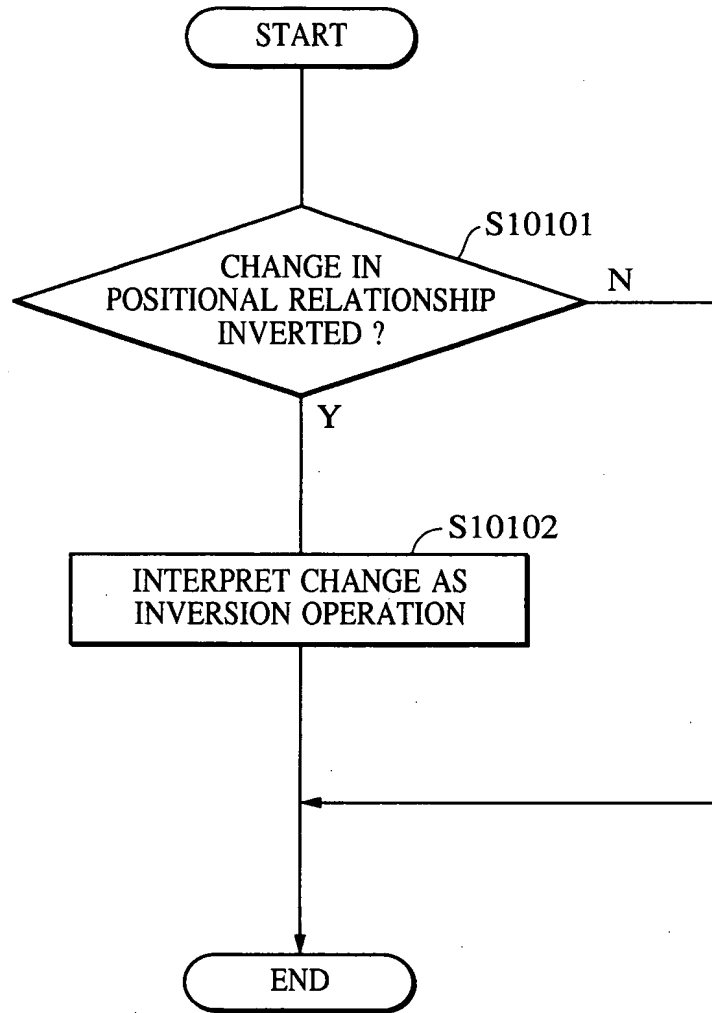 START
S10101
CHANGE IN
POSITIONAL RELATIONSHIP
INVERTED ?
N
Y
S10102
INTERPRET CHANGE AS
INVERSION OPERATION
END